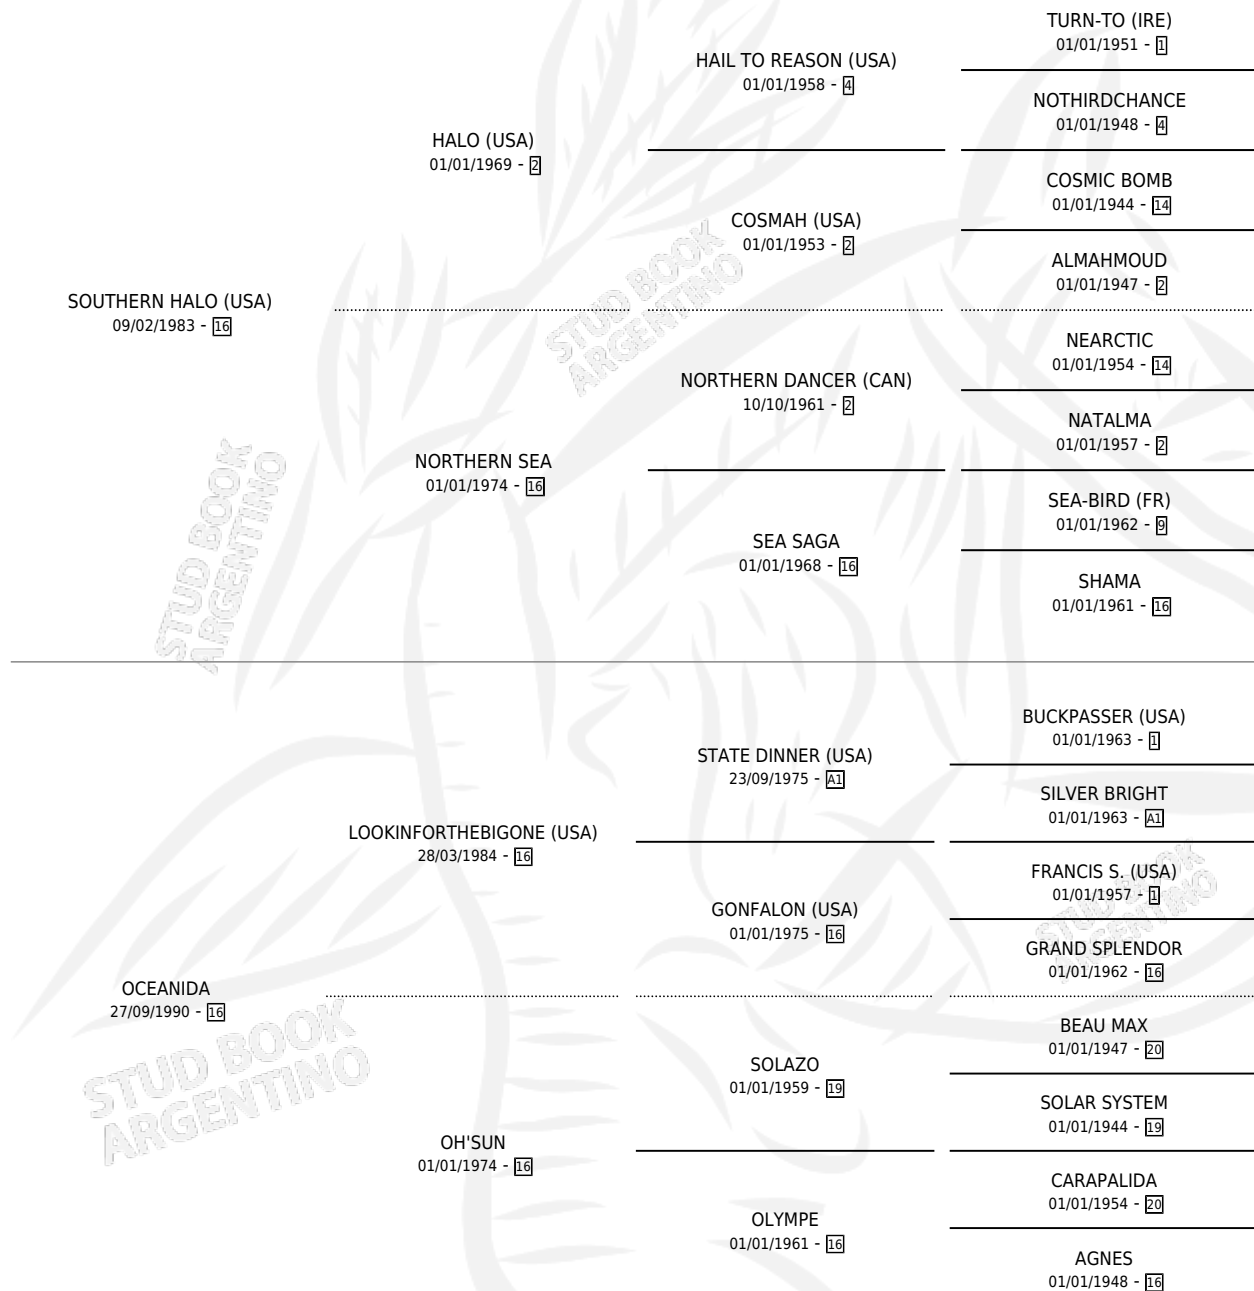 TURN-TO (IRE)
01/01/1951 - 1
HAIL TO REASON (USA)
01/01/1958 - 4
NOTHIRDCHANCE
01/01/1948 - 4
HALO (USA)
01/01/1969 - 2
COSMIC BOMB
01/01/1944 - 14
COSMAH (USA)
01/01/1953 - 2
ALMAHMOUD
01/01/1947 - 2
SOUTHERN HALO (USA)
09/02/1983 - 16
STUD BOOK
ARGENTINO
NEARCTIC
01/01/1954 - 14
NORTHERN DANCER (CAN)
10/10/1961 - 2
NATALMA
01/01/1957 - 2
NORTHERN SEA
01/01/1974 - 16
SEA-BIRD (FR)
01/01/1962 - 9
SEA SAGA
01/01/1968 - 16
SHAMA
01/01/1961 - 16
STUD BOOK
ARGENTINO
BUCKPASSER (USA)
01/01/1963 - 1
STATE DINNER (USA)
23/09/1975 - A1
SILVER BRIGHT
01/01/1963 - A1
LOOKINFORTHEBIGONE (USA)
28/03/1984 - 16
FRANCIS S. (USA)
01/01/1957 - 1
STUD BOOK
ARGENTINO
GONFALON (USA)
01/01/1975 - 16
GRAND SPLENDOR
01/01/1962 - 16
OCEANIDA
27/09/1990 - 16
STUD BOOK
ARGENTINO
BEAU MAX
01/01/1947 - 20
SOLAZO
01/01/1959 - 19
SOLAR SYSTEM
01/01/1944 - 19
OH'SUN
01/01/1974 - 16
CARAPALIDA
01/01/1954 - 20
OLYMPE
01/01/1961 - 16
AGNES
01/01/1948 - 16